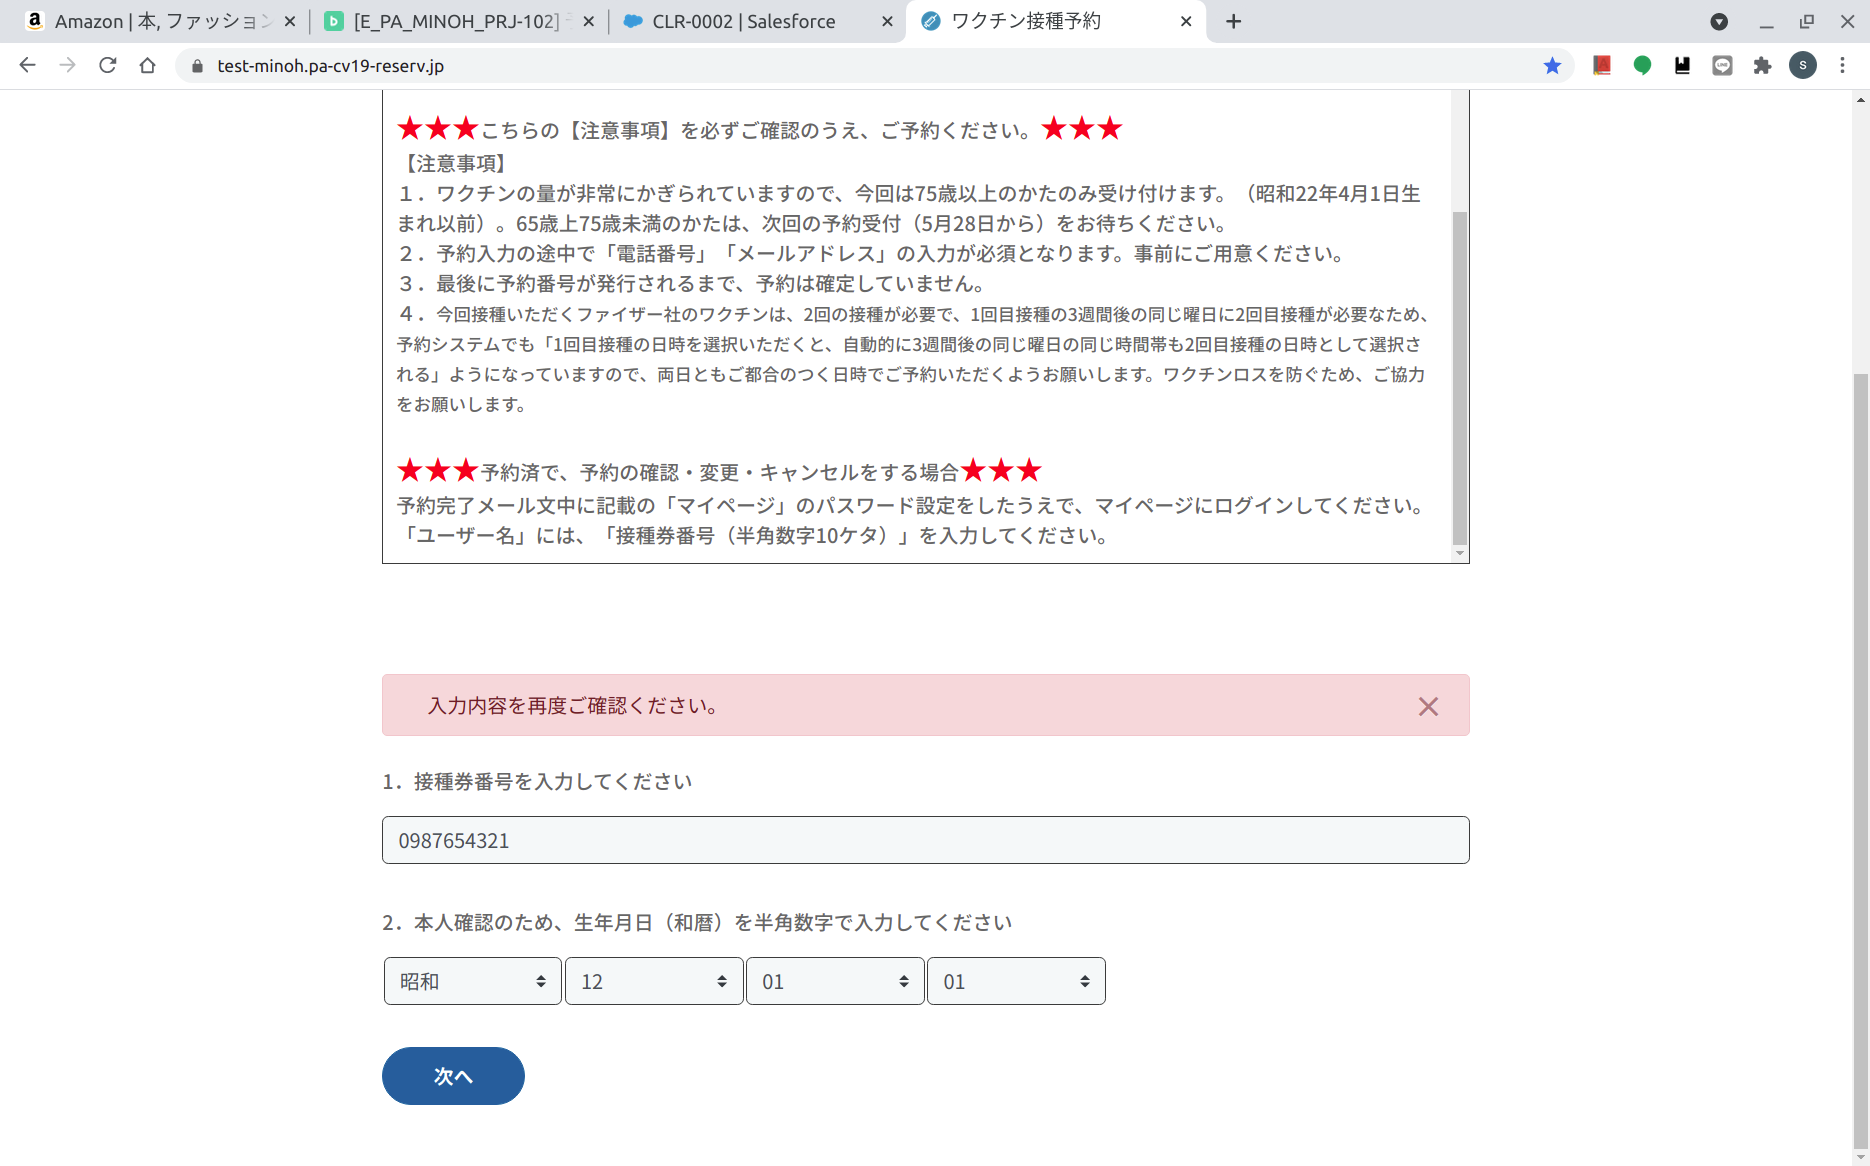 Amazon | 本, ファッション
[E_PA_MINOH_PRJ-102]
CLR-0002 | Salesforce
ワクチン接種予約
test-minoh.pa-cv19-reserv.jp
S
★★★こちらの【注意事項】を必ずご確認のうえ、ご予約ください。★★★
【注意事項】
１．ワクチンの量が非常にかぎられていますので、今回は75歳以上のかたのみ受け付けます。（昭和22年4月1日生
まれ以前）。65歳上75歳未満のかたは、次回の予約受付（5月28日から）をお待ちください。
２．予約入力の途中で「電話番号」「メールアドレス」の入力が必須となります。事前にご用意ください。
３．最後に予約番号が発行されるまで、予約は確定していません。
４．今回接種いただくファイザー社のワクチンは、2回の接種が必要で、1回目接種の3週間後の同じ曜日に2回目接種が必要なため、
予約システムでも「1回目接種の日時を選択いただくと、自動的に3週間後の同じ曜日の同じ時間帯も2回目接種の日時として選択さ
れる」ようになっていますので、両日ともご都合のつく日時でご予約いただくようお願いします。ワクチンロスを防ぐため、ご協力
をお願いします。
★★★予約済で、予約の確認・変更・キャンセルをする場合★★★
予約完了メール文中に記載の「マイページ」のパスワード設定をしたうえで、マイページにログインしてください。
「ユーザー名」には、「接種券番号（半角数字10ケタ）」を入力してください。
入力内容を再度ご確認ください。
1．接種券番号を入力してください
0987654321
2．本人確認のため、生年月日（和暦）を半角数字で入力してください
昭和 12 01 01
次へ